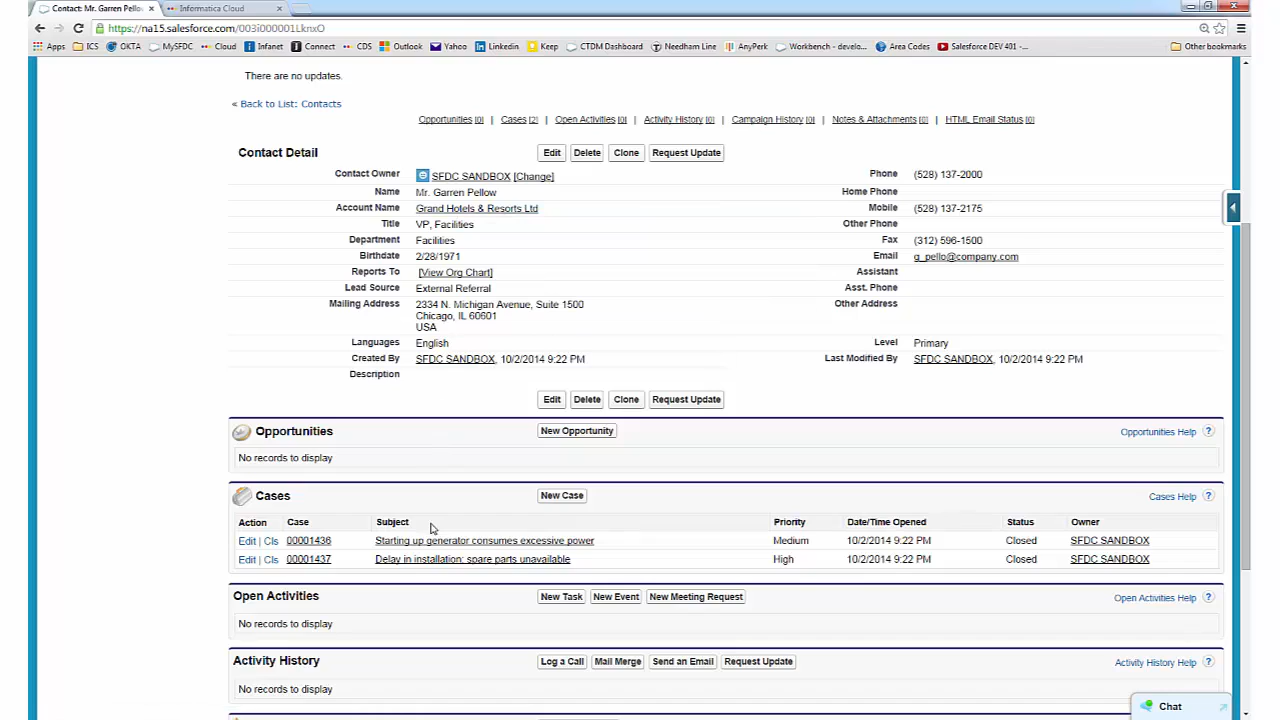 Contact: Mr. Garren Pello
Informatica Cloud
https://na15.salesforce.com/003i000001LknxO
Apps ICS OKTA MySFDC Cloud Infanet Connect CDS Outlook Yahoo Linkedin Keep CTDM Dashboard Needham Line AnyPerk Workbench - develo... Area Codes Salesforce DEV 401 -... Other bookmarks
There are no updates.
« Back to List: Contacts
Opportunities [0] | Cases [2] | Open Activities [0] | Activity History [0] | Campaign History [0] | Notes & Attachments [0] | HTML Email Status [0]
Contact Detail Edit Delete Clone Request Update
Contact Owner SFDC SANDBOX [Change] Phone (528) 137-2000
Name Mr. Garren Pellow Home Phone
Account Name Grand Hotels & Resorts Ltd Mobile (528) 137-2175
Title VP, Facilities Other Phone
Department Facilities Fax (312) 596-1500
Birthdate 2/28/1971 Email g_pello@company.com
Reports To [View Org Chart] Assistant
Lead Source External Referral Asst. Phone
Mailing Address 2334 N. Michigan Avenue, Suite 1500 Other Address
Chicago, IL 60601
USA
Languages English Level Primary
Created By SFDC SANDBOX, 10/2/2014 9:22 PM Last Modified By SFDC SANDBOX, 10/2/2014 9:22 PM
Description
Edit Delete Clone Request Update
Opportunities New Opportunity Opportunities Help ?
No records to display
Cases New Case Cases Help ?
Action Case Subject Priority Date/Time Opened Status Owner
Edit | Cls 00001436 Starting up generator consumes excessive power Medium 10/2/2014 9:22 PM Closed SFDC SANDBOX
Edit | Cls 00001437 Delay in installation: spare parts unavailable High 10/2/2014 9:22 PM Closed SFDC SANDBOX
Open Activities New Task New Event New Meeting Request Open Activities Help ?
No records to display
Activity History Log a Call Mail Merge Send an Email Request Update Activity History Help ?
No records to display
Chat